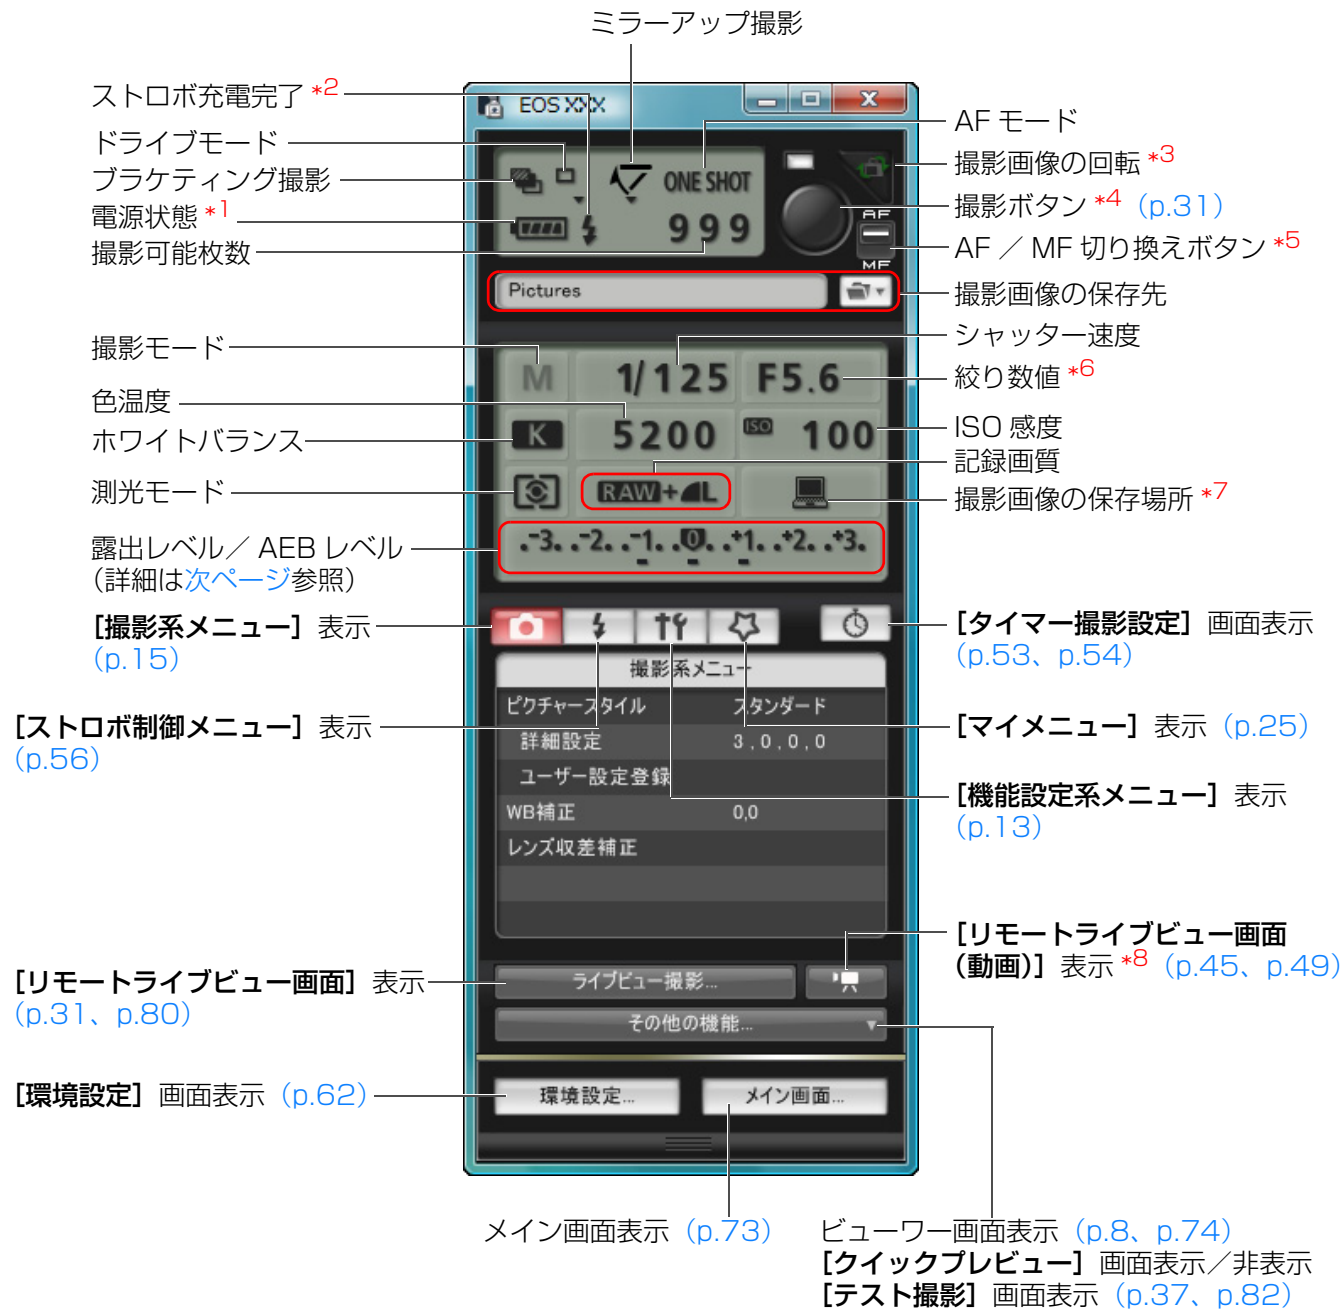 ミラーアップ撮影
ストロボ充電完了 *2
ドライブモード
ブラケティング撮影
電源状態 *1
撮影可能枚数
EOS XXX
ONE SHOT
999
AF
MF
AF モード
撮影画像の回転 *3
撮影ボタン *4 (p.31)
AF ／ MF 切り換えボタン *5
Pictures
撮影画像の保存先
撮影モード
色温度
ホワイトバランス
測光モード
露出レベル／ AEB レベル
(詳細は次ページ参照)
M 1/125 F5.6
K 5200 ISO 100
RAW+L
-3. .-2. .-1. .0. .+1. .+2. .+3.
シャッター速度
絞り数値 *6
ISO 感度
記録画質
撮影画像の保存場所 *7
[撮影系メニュー] 表示
(p.15)
[ストロボ制御メニュー] 表示
(p.56)
撮影系メニュー
ピクチャースタイル スタンダード
詳細設定 3,0,0,0
ユーザー設定登録
WB補正 0,0
レンズ収差補正
[タイマー撮影設定] 画面表示
(p.53、p.54)
[マイメニュー] 表示 (p.25)
[機能設定系メニュー] 表示
(p.13)
[リモートライブビュー画面
(動画)] 表示 *8 (p.45、p.49)
[リモートライブビュー画面] 表示
(p.31、p.80)
ライブビュー撮影...
その他の機能...
[環境設定] 画面表示 (p.62)
環境設定...
メイン画面...
メイン画面表示 (p.73)
ビューワー画面表示 (p.8、p.74)
[クイックプレビュー] 画面表示／非表示
[テスト撮影] 画面表示 (p.37、p.82)